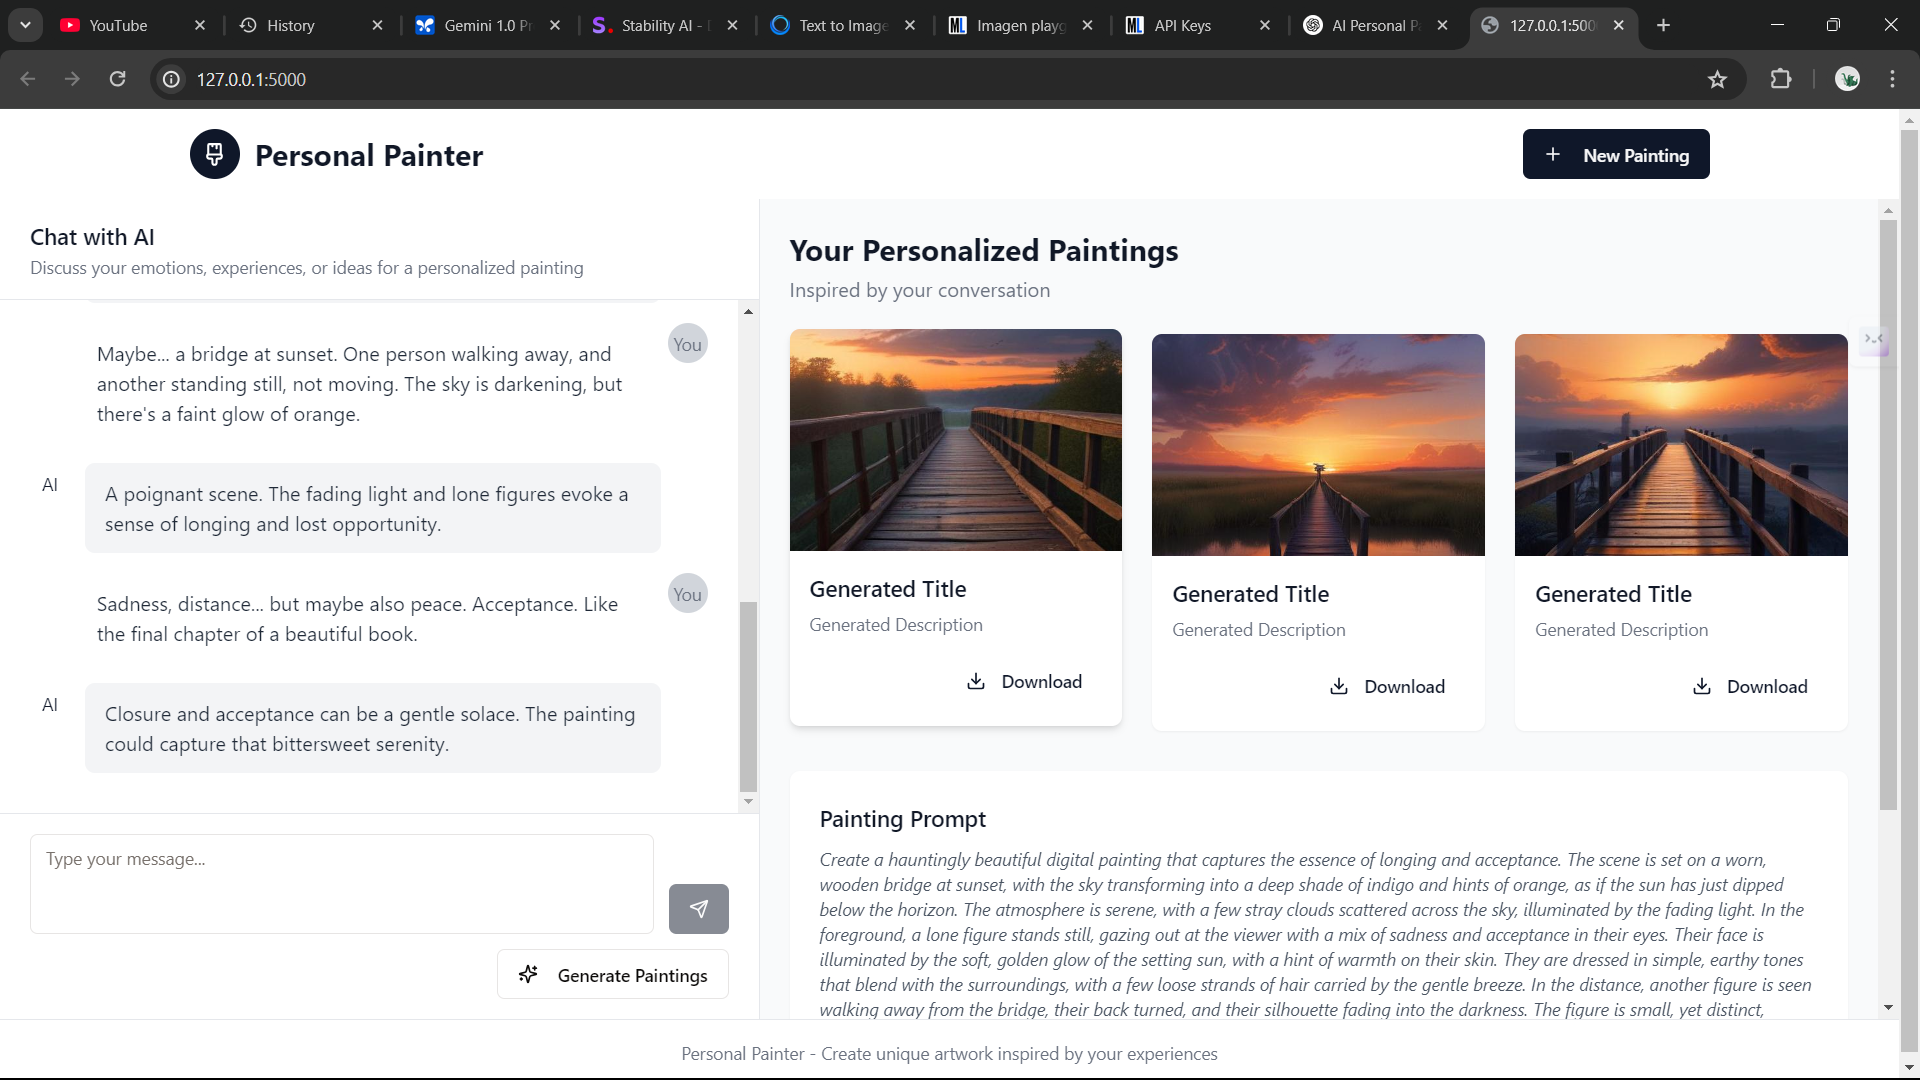 YouTube
History
Gemini 1.0 Pr
Stability AI -
Text to Image
Imagen playg
API Keys
AI Personal Pa
127.0.0.1:5000
127.0.0.1:5000
Personal Painter
New Painting
Chat with AI
Discuss your emotions, experiences, or ideas for a personalized painting
You
Maybe... a bridge at sunset. One person walking away, and
another standing still, not moving. The sky is darkening, but
there's a faint glow of orange.
AI
A poignant scene. The fading light and lone figures evoke a
sense of longing and lost opportunity.
You
Sadness, distance... but maybe also peace. Acceptance. Like
the final chapter of a beautiful book.
AI
Closure and acceptance can be a gentle solace. The painting
could capture that bittersweet serenity.
Type your message...
Generate Paintings
Your Personalized Paintings
Inspired by your conversation
Generated Title
Generated Description
Download
Generated Title
Generated Description
Download
Generated Title
Generated Description
Download
Painting Prompt
Create a hauntingly beautiful digital painting that captures the essence of longing and acceptance. The scene is set on a worn,
wooden bridge at sunset, with the sky transforming into a deep shade of indigo and hints of orange, as if the sun has just dipped
below the horizon. The atmosphere is serene, with a few stray clouds scattered across the sky, illuminated by the fading light. In the
foreground, a lone figure stands still, gazing out at the viewer with a mix of sadness and acceptance in their eyes. Their face is
illuminated by the soft, golden glow of the setting sun, with a hint of warmth on their skin. They are dressed in simple, earthy tones
that blend with the surroundings, with a few loose strands of hair carried by the gentle breeze. In the distance, another figure is seen
walking away from the bridge, their back turned, and their silhouette fading into the darkness. The figure is small, yet distinct,
Personal Painter - Create unique artwork inspired by your experiences